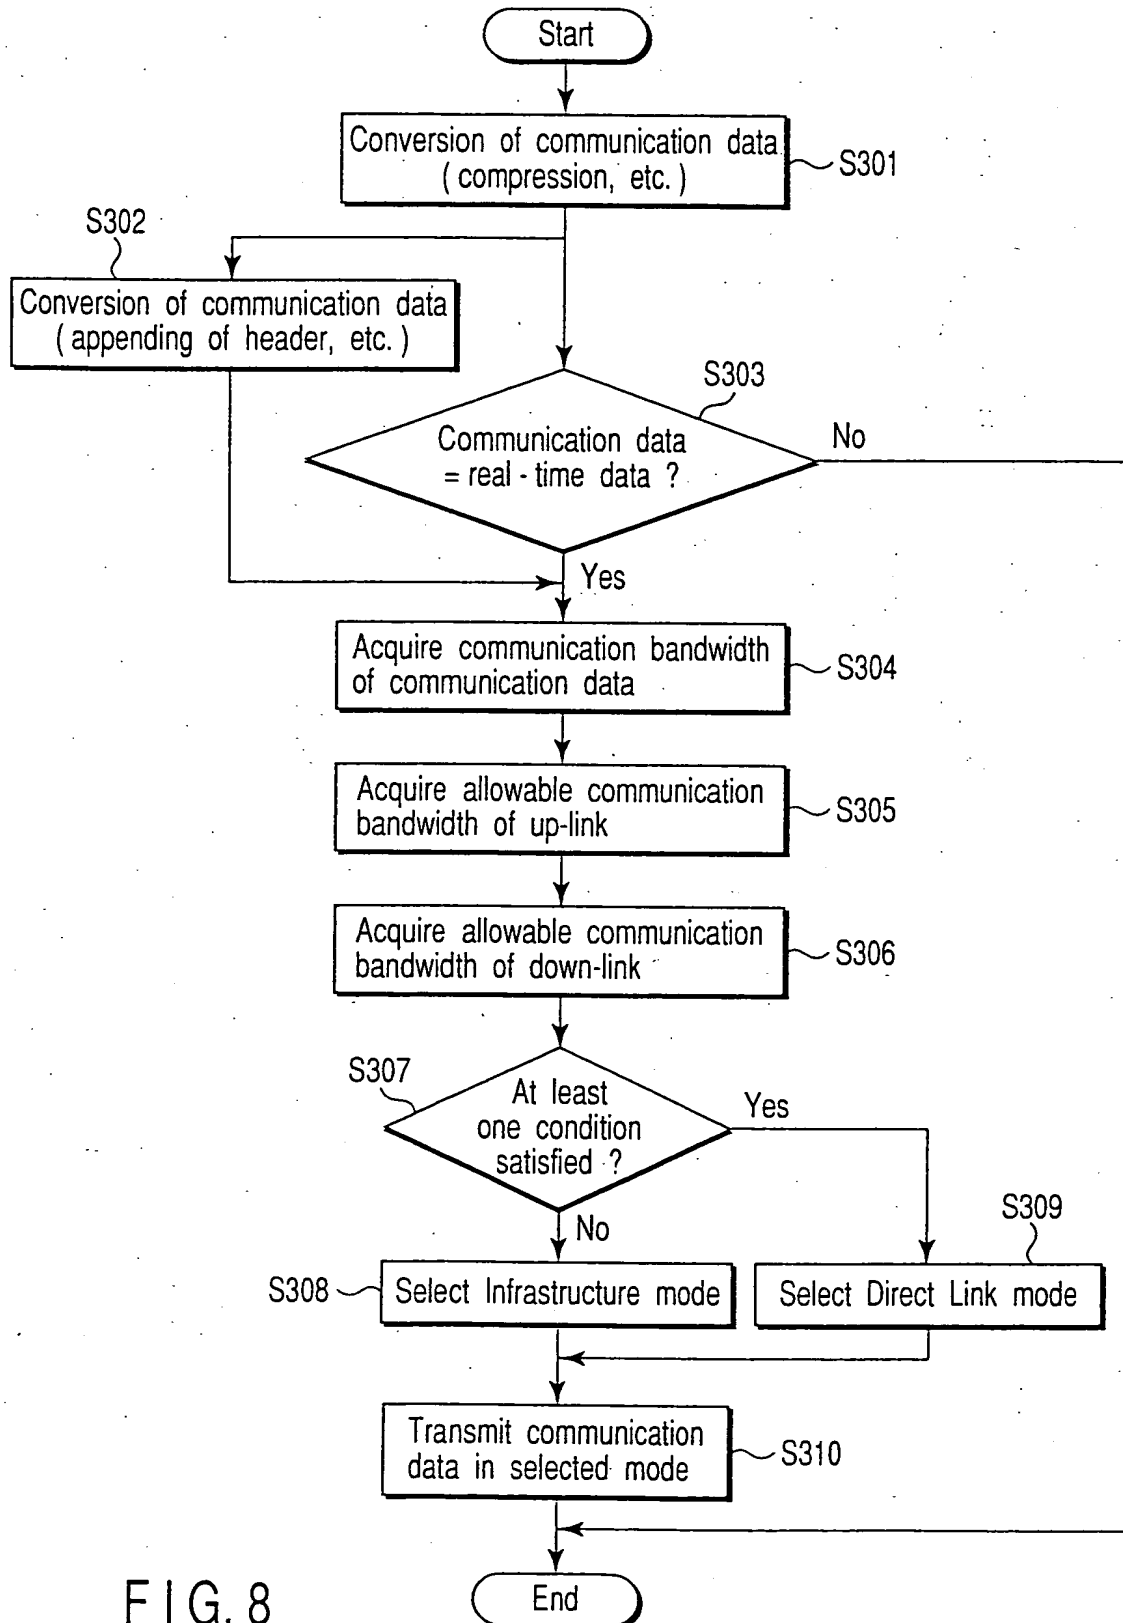 Start
Conversion of communication data
( compression, etc. )
S301
S302
Conversion of communication data
( appending of header, etc. )
S303
Communication data
= real - time data ?
No
Yes
Acquire communication bandwidth
of communication data
S304
Acquire allowable communication
bandwidth of up-link
S305
Acquire allowable communication
bandwidth of down-link
S306
S307
At least
one condition
satisfied ?
Yes
No
S309
S308
Select Infrastructure mode
Select Direct Link mode
Transmit communication
data in selected mode
S310
End
FIG. 8